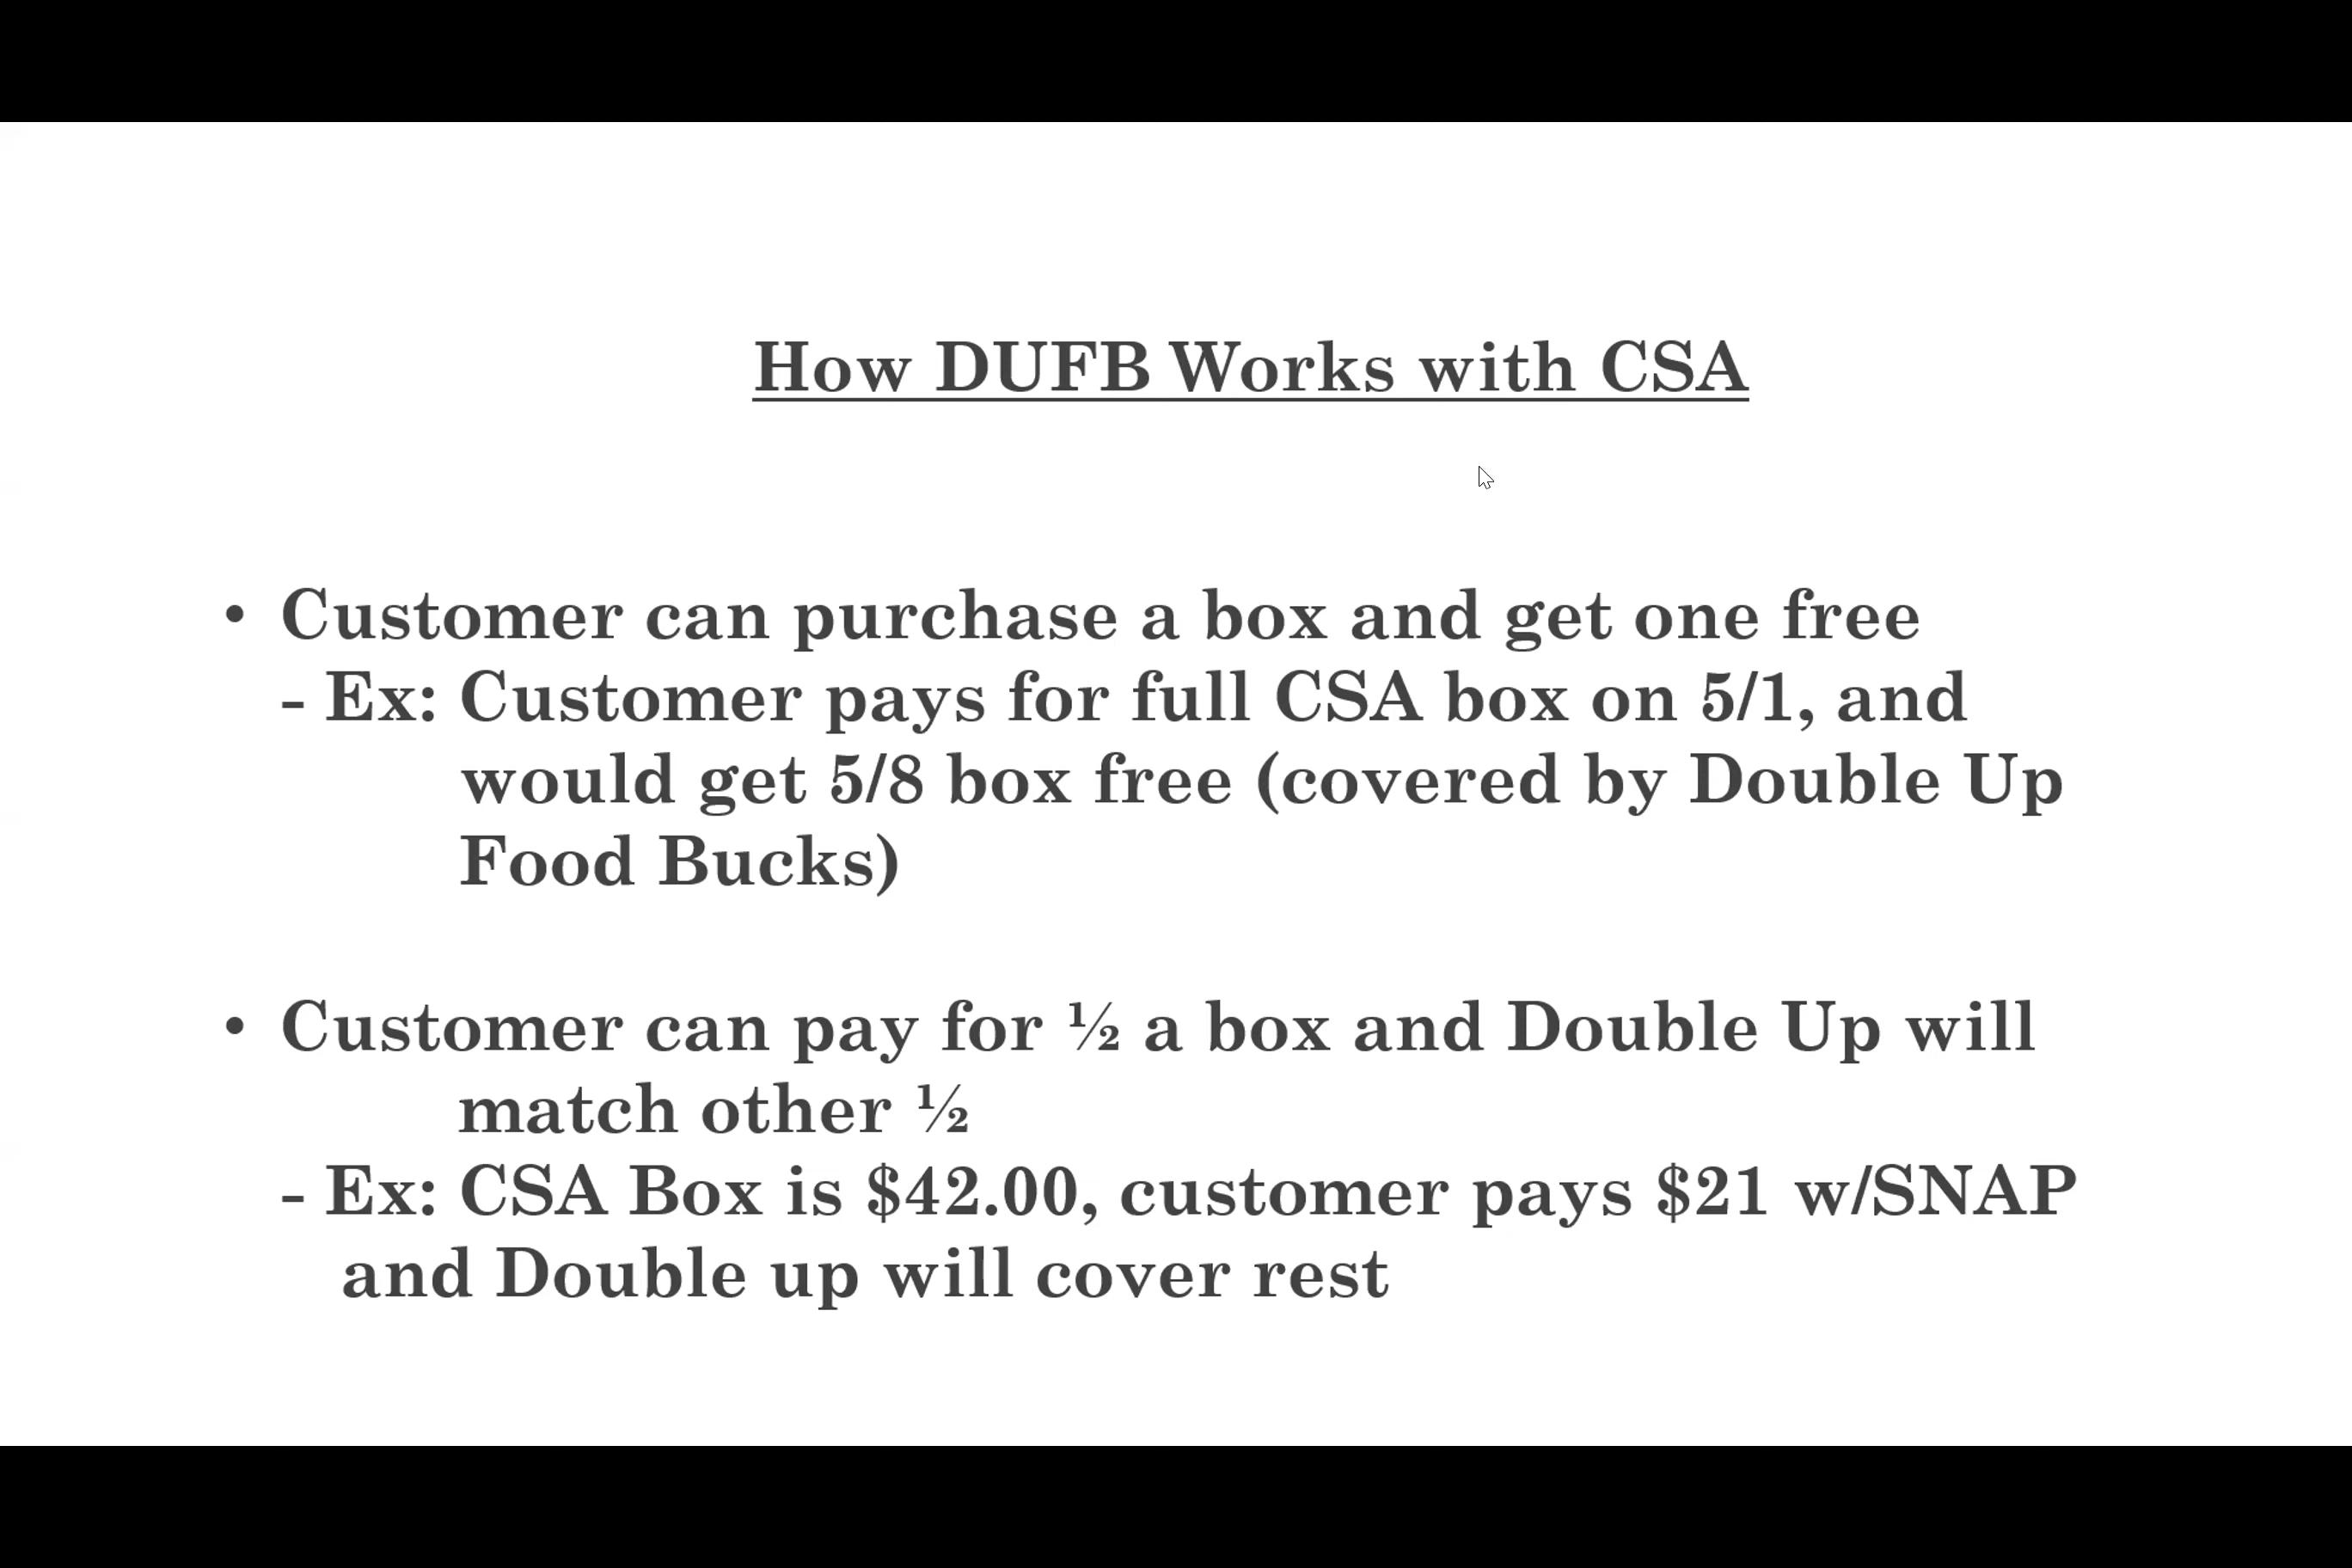 How DUFB Works with CSA
• Customer can purchase a box and get one free
- Ex: Customer pays for full CSA box on 5/1, and
would get 5/8 box free (covered by Double Up
Food Bucks)
• Customer can pay for ½ a box and Double Up will
match other ½
- Ex: CSA Box is $42.00, customer pays $21 w/SNAP
and Double up will cover rest